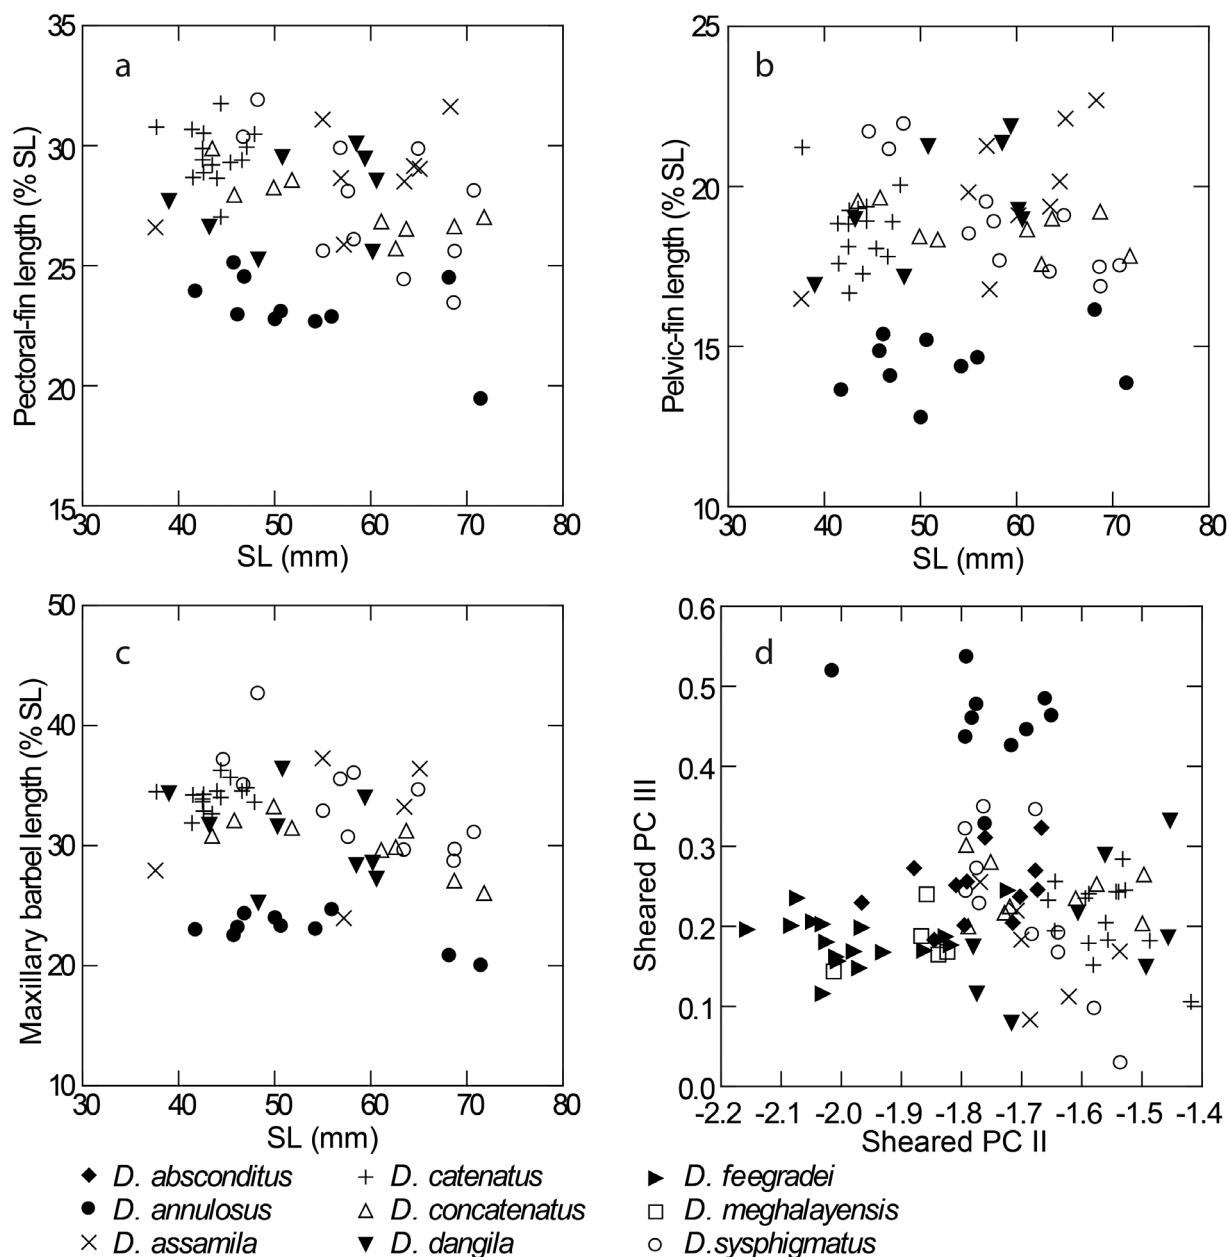 a
35
30
25
20
15
Pectoral-fin length (% SL)
30 40 50 60 70 80
SL (mm)
b
25
20
15
10
Pelvic-fin length (% SL)
30 40 50 60 70 80
SL (mm)
c
50
40
30
20
10
Maxillary barbel length (% SL)
30 40 50 60 70 80
SL (mm)
d
0.6
0.5
0.4
0.3
0.2
0.1
0.0
Sheared PC III
-2.2 -2.1 -2.0 -1.9 -1.8 -1.7 -1.6 -1.5 -1.4
Sheared PC II
D. absconditus
D. annulosus
D. assamila
D. catenatus
D. concatenatus
D. dangila
D. feegradei
D. meghalayensis
D.sysphigmatus